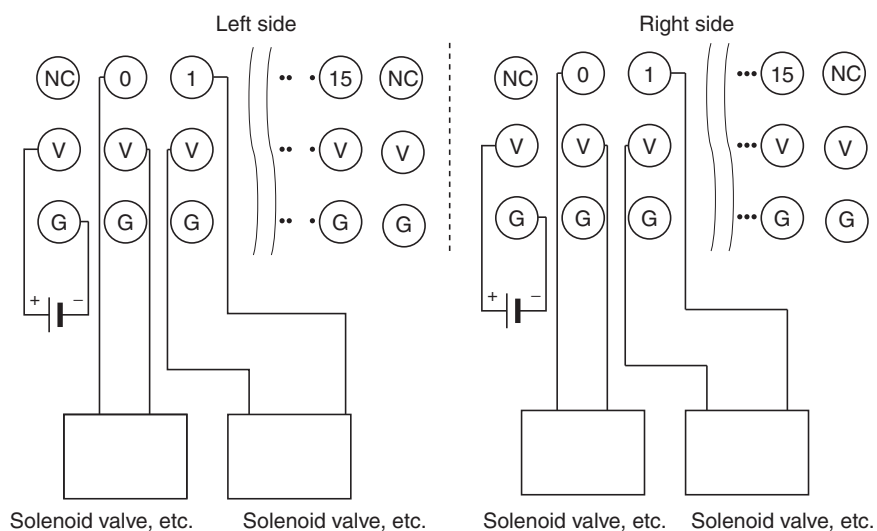 Left side Right side
NC 0 1 15 NC NC 0 1 15 NC
V V V V V V V V V V
G G G G G G G G G G
+ − + −
Solenoid valve, etc. Solenoid valve, etc. Solenoid valve, etc. Solenoid valve, etc.